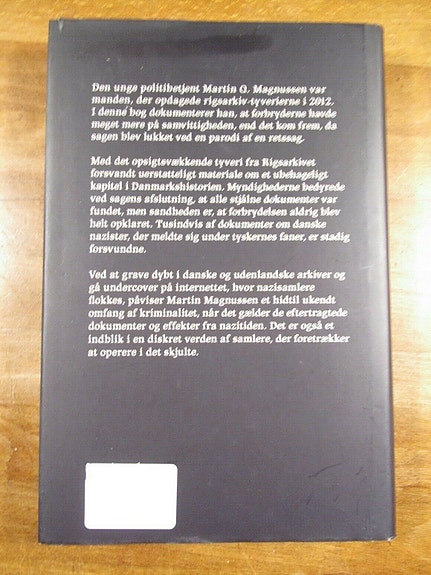 Den unge politibetjent Martin Q. Magnussen var
manden, der opdagede rigsarkiv-tyverierne i 2012.
I denne bog dokumenterer han, at forbryderne havde
meget mere på samvittigheden, end det kom frem, da
sagen blev lukket ved en parodi af en retssag.
Med det opsigtsvækkende tyveri fra Rigsarkivet
forsvandt uerstatteligt materiale om et ubehageligt
kapitel i Danmarkshistorien. Myndighederne bedyrede
ved sagens afslutning, at alle stjålne dokumenter var
fundet, men sandheden er, at forbrydelsen aldrig blev
helt opklaret. Tusindvis af dokumenter om danske
nazister, der meldte sig under tyskernes faner, er stadig
forsvundne.
Ved at grave dybt i danske og udenlandske arkiver og
gå undercover på internettet, hvor nazisamlere
flokkes, påviser Martin Magnussen et hidtil ukendt
omfang af kriminalitet, når det gælder de eftertragtede
dokumenter og effekter fra nazitiden. Det er også et
indblik i en diskret verden af samlere, der foretrækker
at operere i det skjulte.